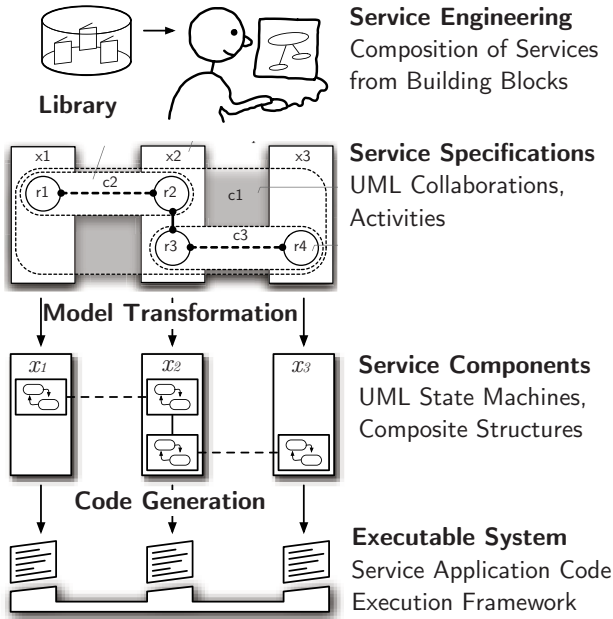 Service Engineering
Composition of Services
from Building Blocks
Library
Service Specifications
UML Collaborations,
Activities
x1
x2
x3
c2
r1
r2
c1
c3
r3
r4
Model Transformation
x1
x2
x3
Service Components
UML State Machines,
Composite Structures
Code Generation
Executable System
Service Application Code
Execution Framework